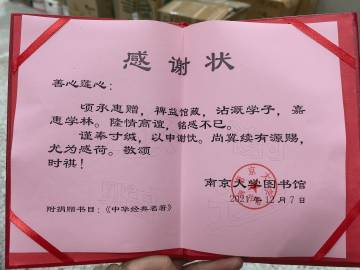 感谢状
善心莲心：
顷承惠赠，裨益馆藏，沾溉学子，嘉
惠学林。隆情高谊，铭感不已。
谨奉寸缄，以申谢忱。尚冀续有源赐，
尤为感荷。敬颂
时祺！
南京大学图书馆
2021年12月7日
附捐赠书目：《中华经典名著》